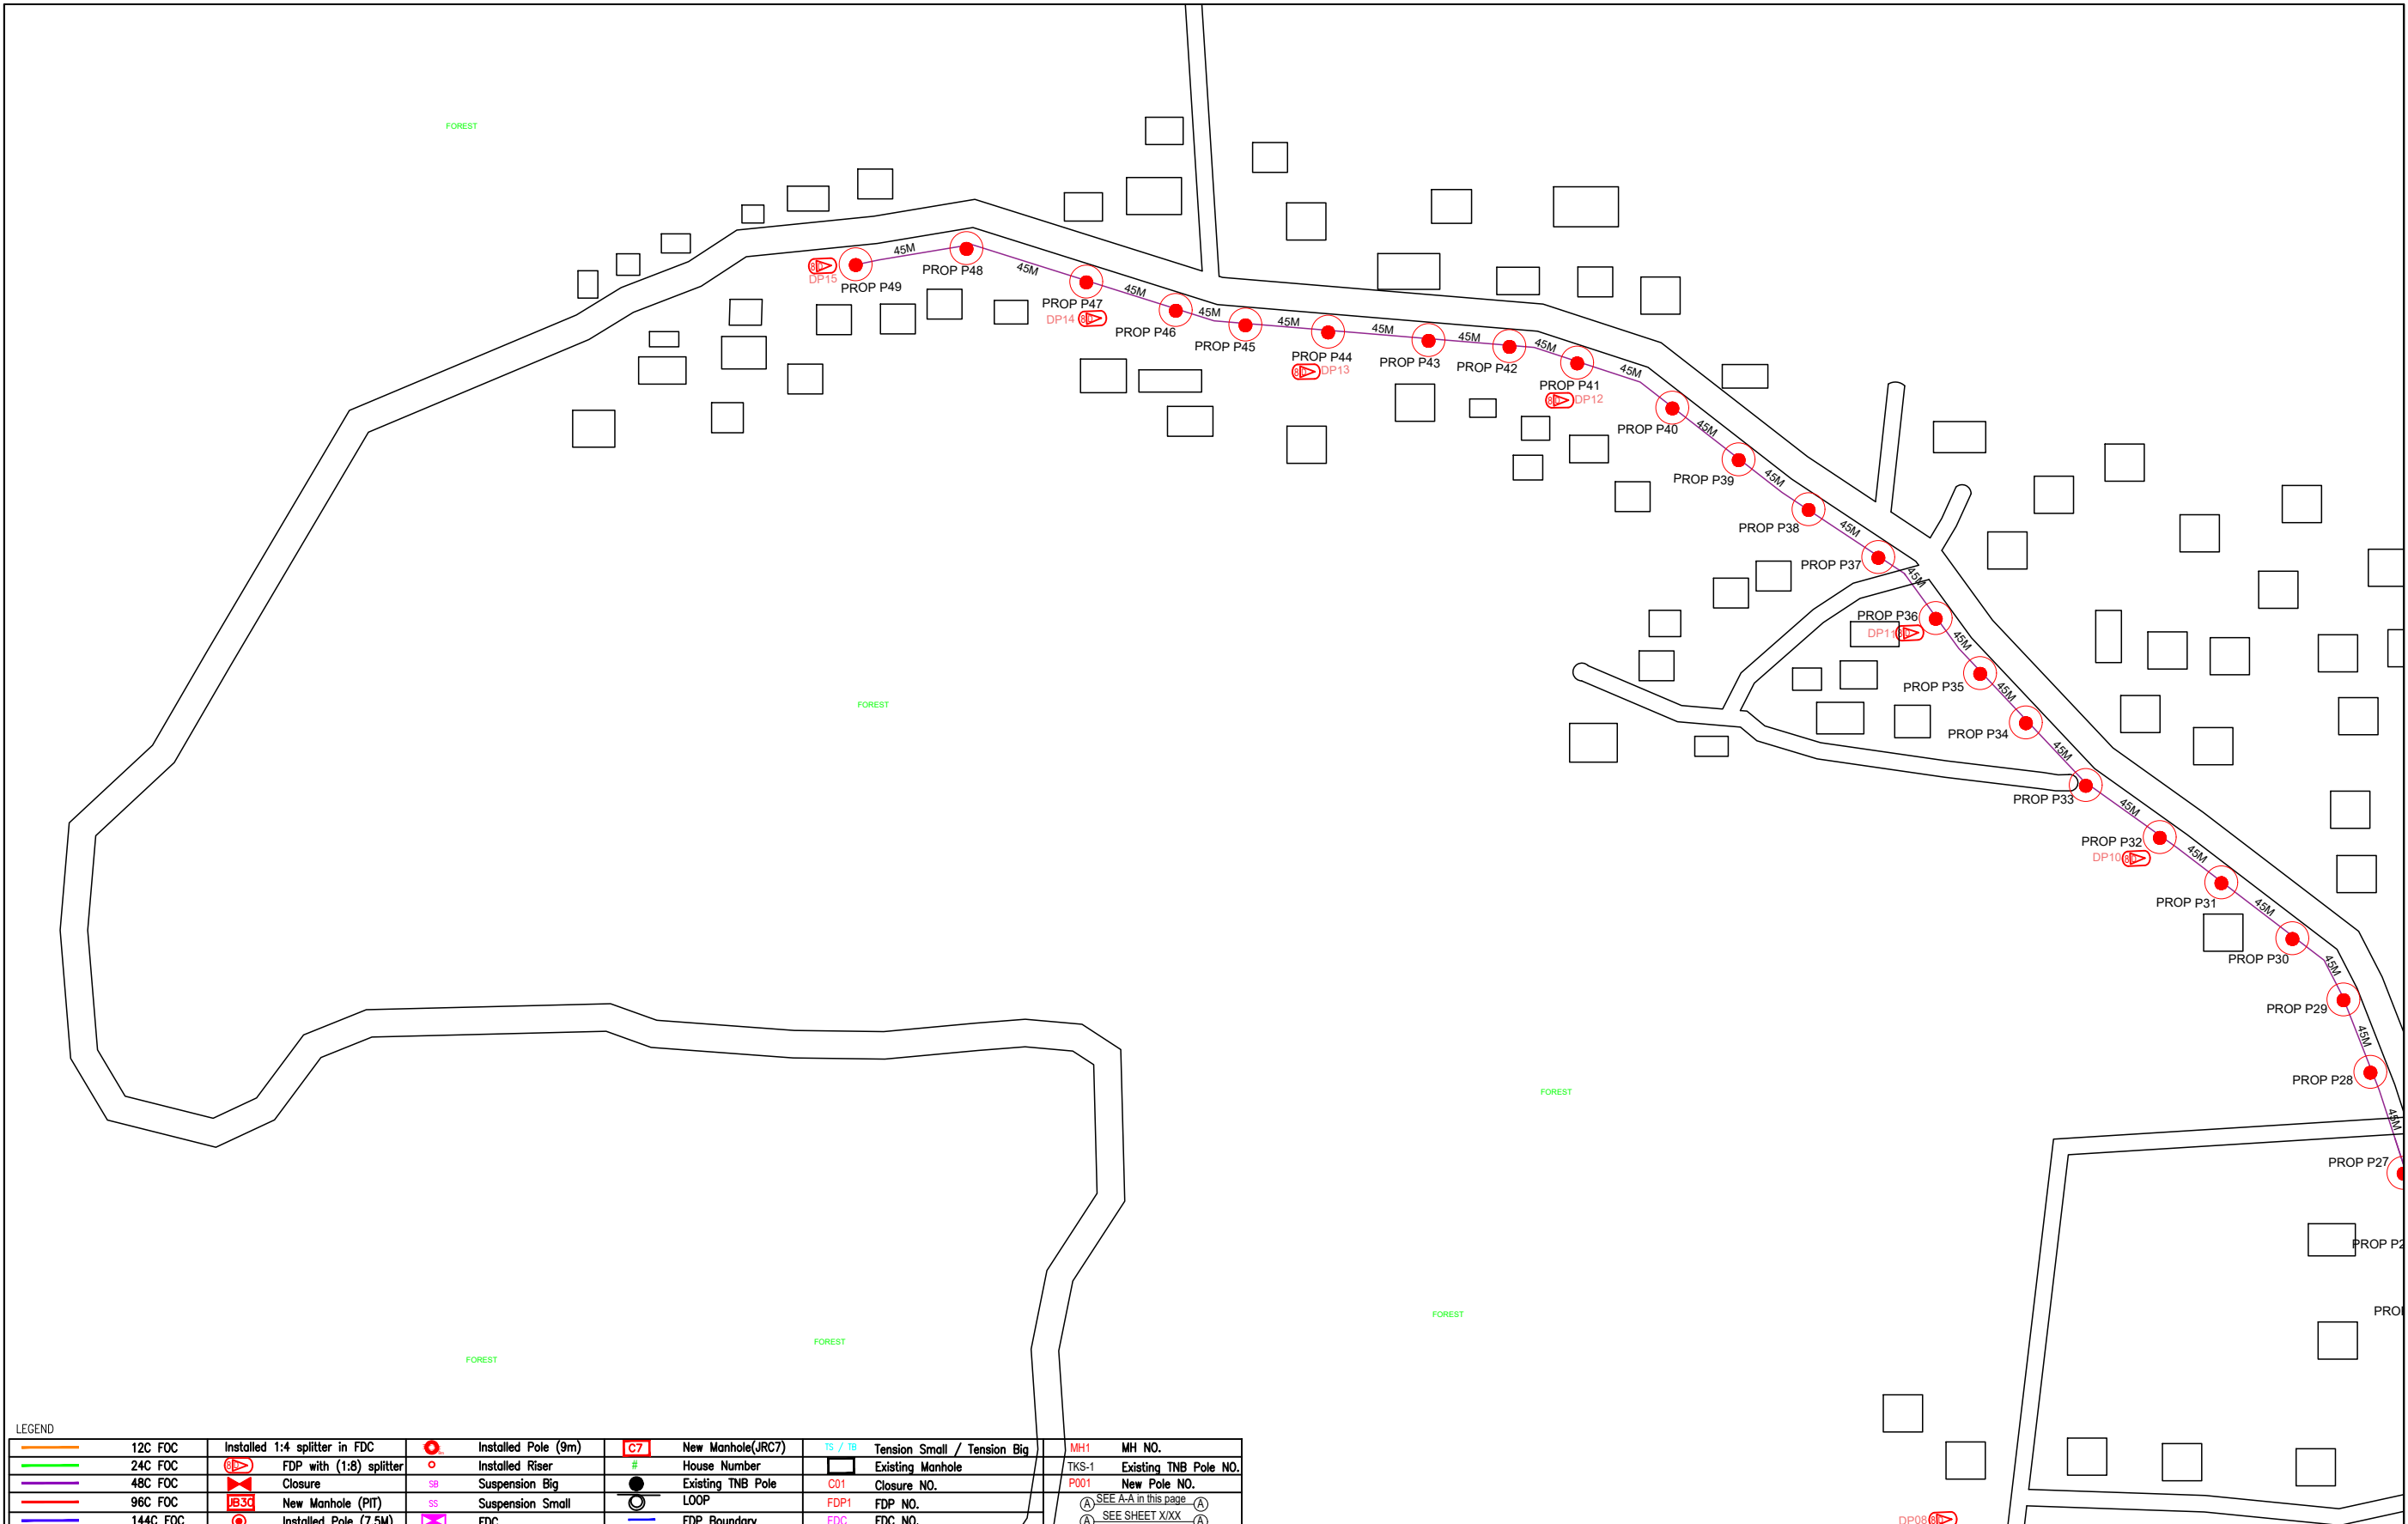 FOREST
45M
PROP P48
45M
DP15
PROP P49
45M
PROP P47
DP14
PROP P46
45M
PROP P45
45M
PROP P44
DP13
45M
PROP P43
45M
PROP P42
45M
PROP P41
DP12
45M
PROP P40
45M
PROP P39
45M
PROP P38
45M
PROP P37
45M
PROP P36
DP11
45M
PROP P35
45M
FOREST
PROP P34
45M
PROP P33
45M
PROP P32
DP10
45M
PROP P31
45M
PROP P30
45M
PROP P29
45M
PROP P28
FOREST
45M
PROP P27
PROP P2
FOREST
PROP
FOREST
FOREST
DP08
LEGEND
12C FOC Installed 1:4 splitter in FDC Installed Pole (9m) C7 New Manhole(JRC7) TS / TB Tension Small / Tension Big MH1 MH NO.
24C FOC FDP with (1:8) splitter Installed Riser # House Number Existing Manhole TKS-1 Existing TNB Pole NO.
48C FOC Closure SB Suspension Big Existing TNB Pole C01 Closure NO. P001 New Pole NO.
96C FOC JB30 New Manhole (PIT) SS Suspension Small LOOP FDP1 FDP NO. A SEE A-A in this page A
144C FOC Installed Pole (7.5M) FDC FDP Boundary FDC FDC NO. A SEE SHEET X/XX A